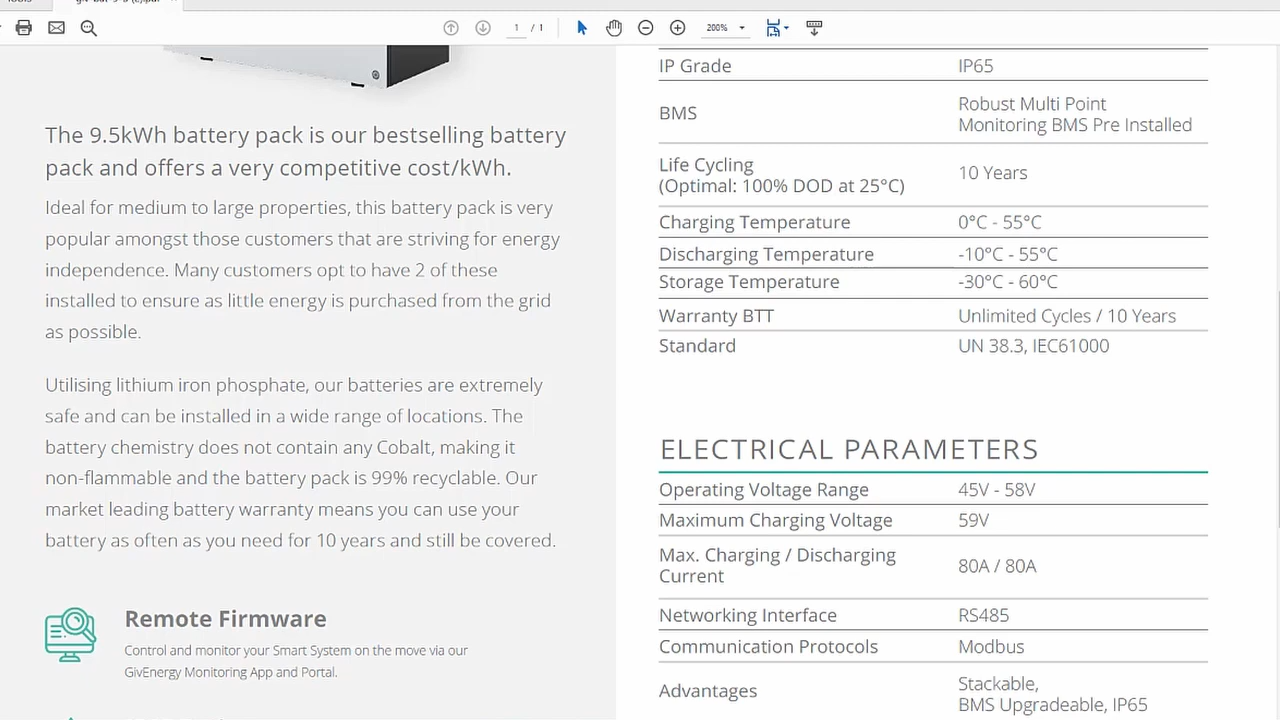 1 / 1
200%
The 9.5kWh battery pack is our bestselling battery
pack and offers a very competitive cost/kWh.
Ideal for medium to large properties, this battery pack is very
popular amongst those customers that are striving for energy
independence. Many customers opt to have 2 of these
installed to ensure as little energy is purchased from the grid
as possible.
Utilising lithium iron phosphate, our batteries are extremely
safe and can be installed in a wide range of locations. The
battery chemistry does not contain any Cobalt, making it
non-flammable and the battery pack is 99% recyclable. Our
market leading battery warranty means you can use your
battery as often as you need for 10 years and still be covered.
Remote Firmware
Control and monitor your Smart System on the move via our
GivEnergy Monitoring App and Portal.
IP Grade IP65
BMS Robust Multi Point
Monitoring BMS Pre Installed
Life Cycling
(Optimal: 100% DOD at 25°C) 10 Years
Charging Temperature 0°C - 55°C
Discharging Temperature -10°C - 55°C
Storage Temperature -30°C - 60°C
Warranty BTT Unlimited Cycles / 10 Years
Standard UN 38.3, IEC61000
ELECTRICAL PARAMETERS
Operating Voltage Range 45V - 58V
Maximum Charging Voltage 59V
Max. Charging / Discharging
Current 80A / 80A
Networking Interface RS485
Communication Protocols Modbus
Advantages Stackable,
BMS Upgradeable, IP65